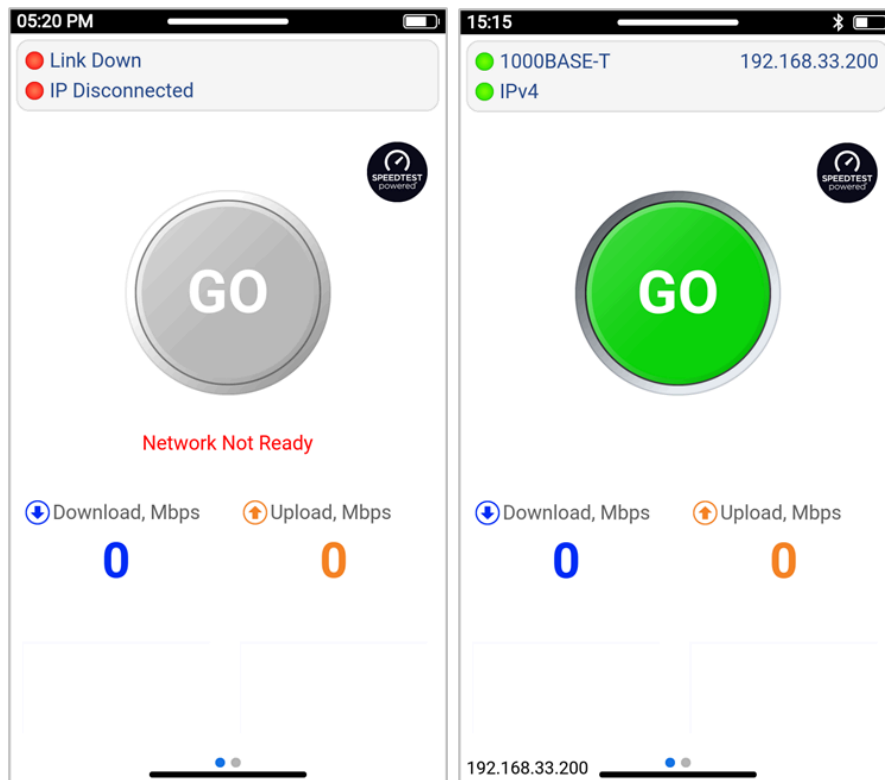 05:20 PM
Link Down
IP Disconnected
SPEEDTEST
powered
GO
Network Not Ready
Download, Mbps
Upload, Mbps
0
0
15:15
1000BASE-T
192.168.33.200
IPv4
SPEEDTEST
powered
GO
Download, Mbps
Upload, Mbps
0
0
192.168.33.200